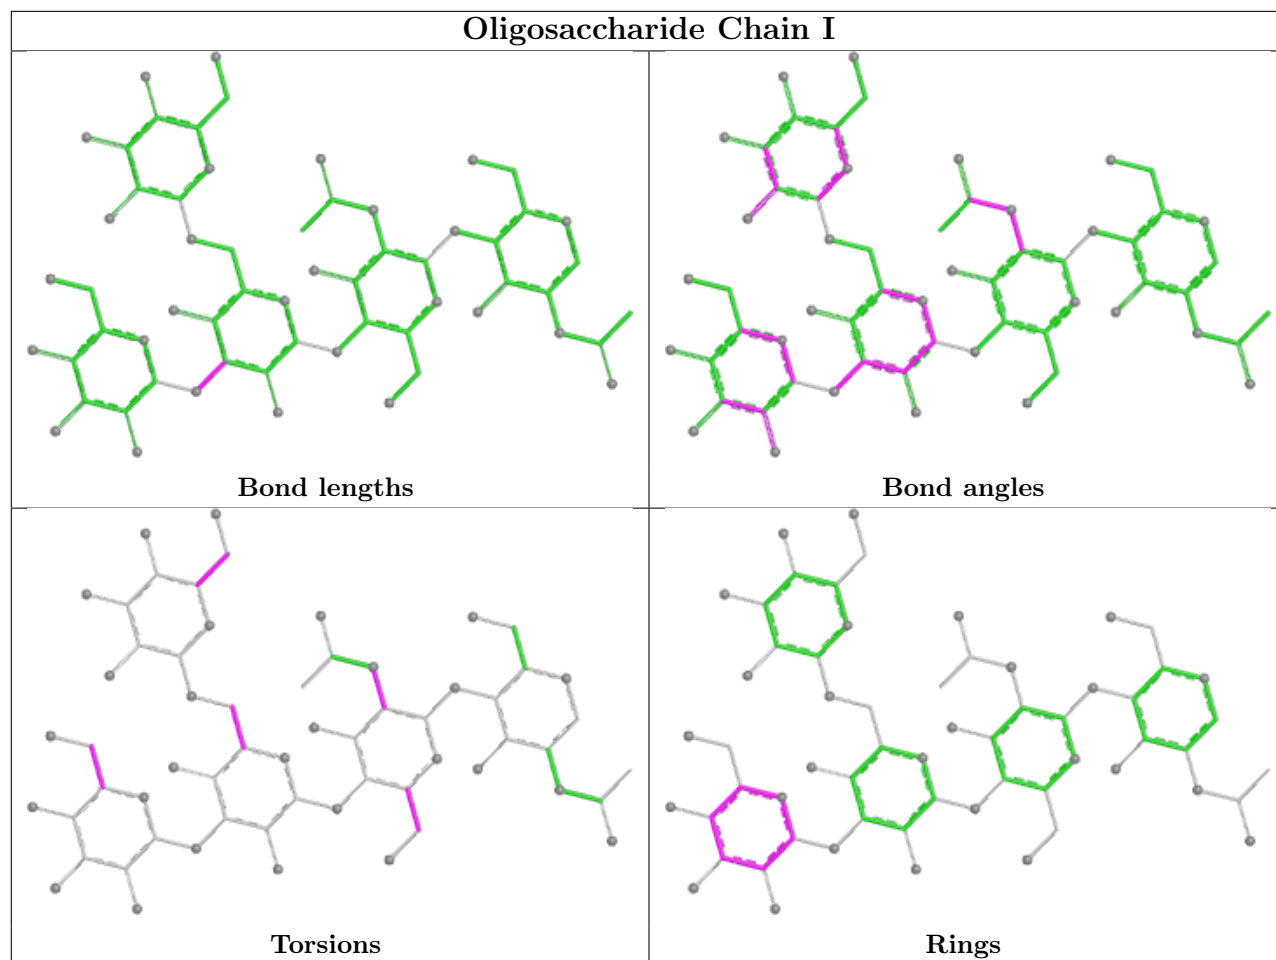 Oligosaccharide Chain I
Bond lengths
Bond angles
Torsions
Rings